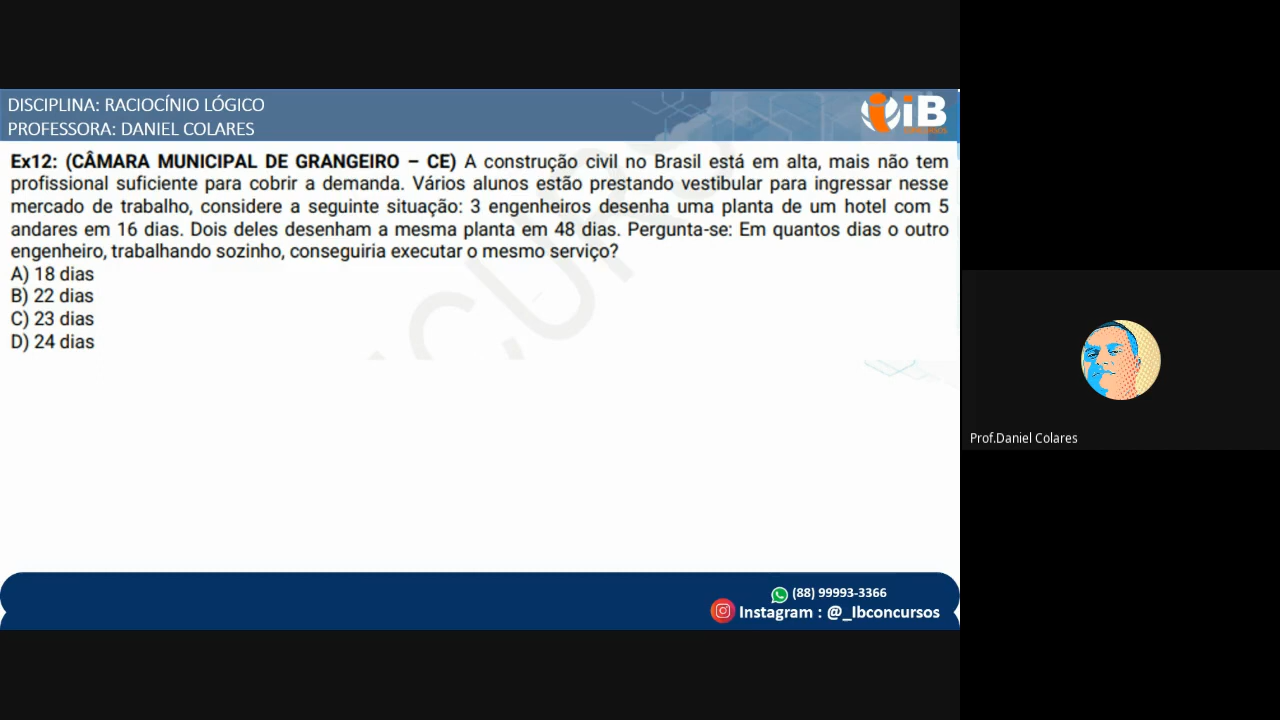 DISCIPLINA: RACIOCÍNIO LÓGICO
PROFESSORA: DANIEL COLARES
iB
Ex12: (CÂMARA MUNICIPAL DE GRANGEIRO – CE) A construção civil no Brasil está em alta, mais não tem
profissional suficiente para cobrir a demanda. Vários alunos estão prestando vestibular para ingressar nesse
mercado de trabalho, considere a seguinte situação: 3 engenheiros desenha uma planta de um hotel com 5
andares em 16 dias. Dois deles desenham a mesma planta em 48 dias. Pergunta-se: Em quantos dias o outro
engenheiro, trabalhando sozinho, conseguiria executar o mesmo serviço?
A) 18 dias
B) 22 dias
C) 23 dias
D) 24 dias
Prof.Daniel Colares
(88) 99993-3366
Instagram : @_Ibconcursos